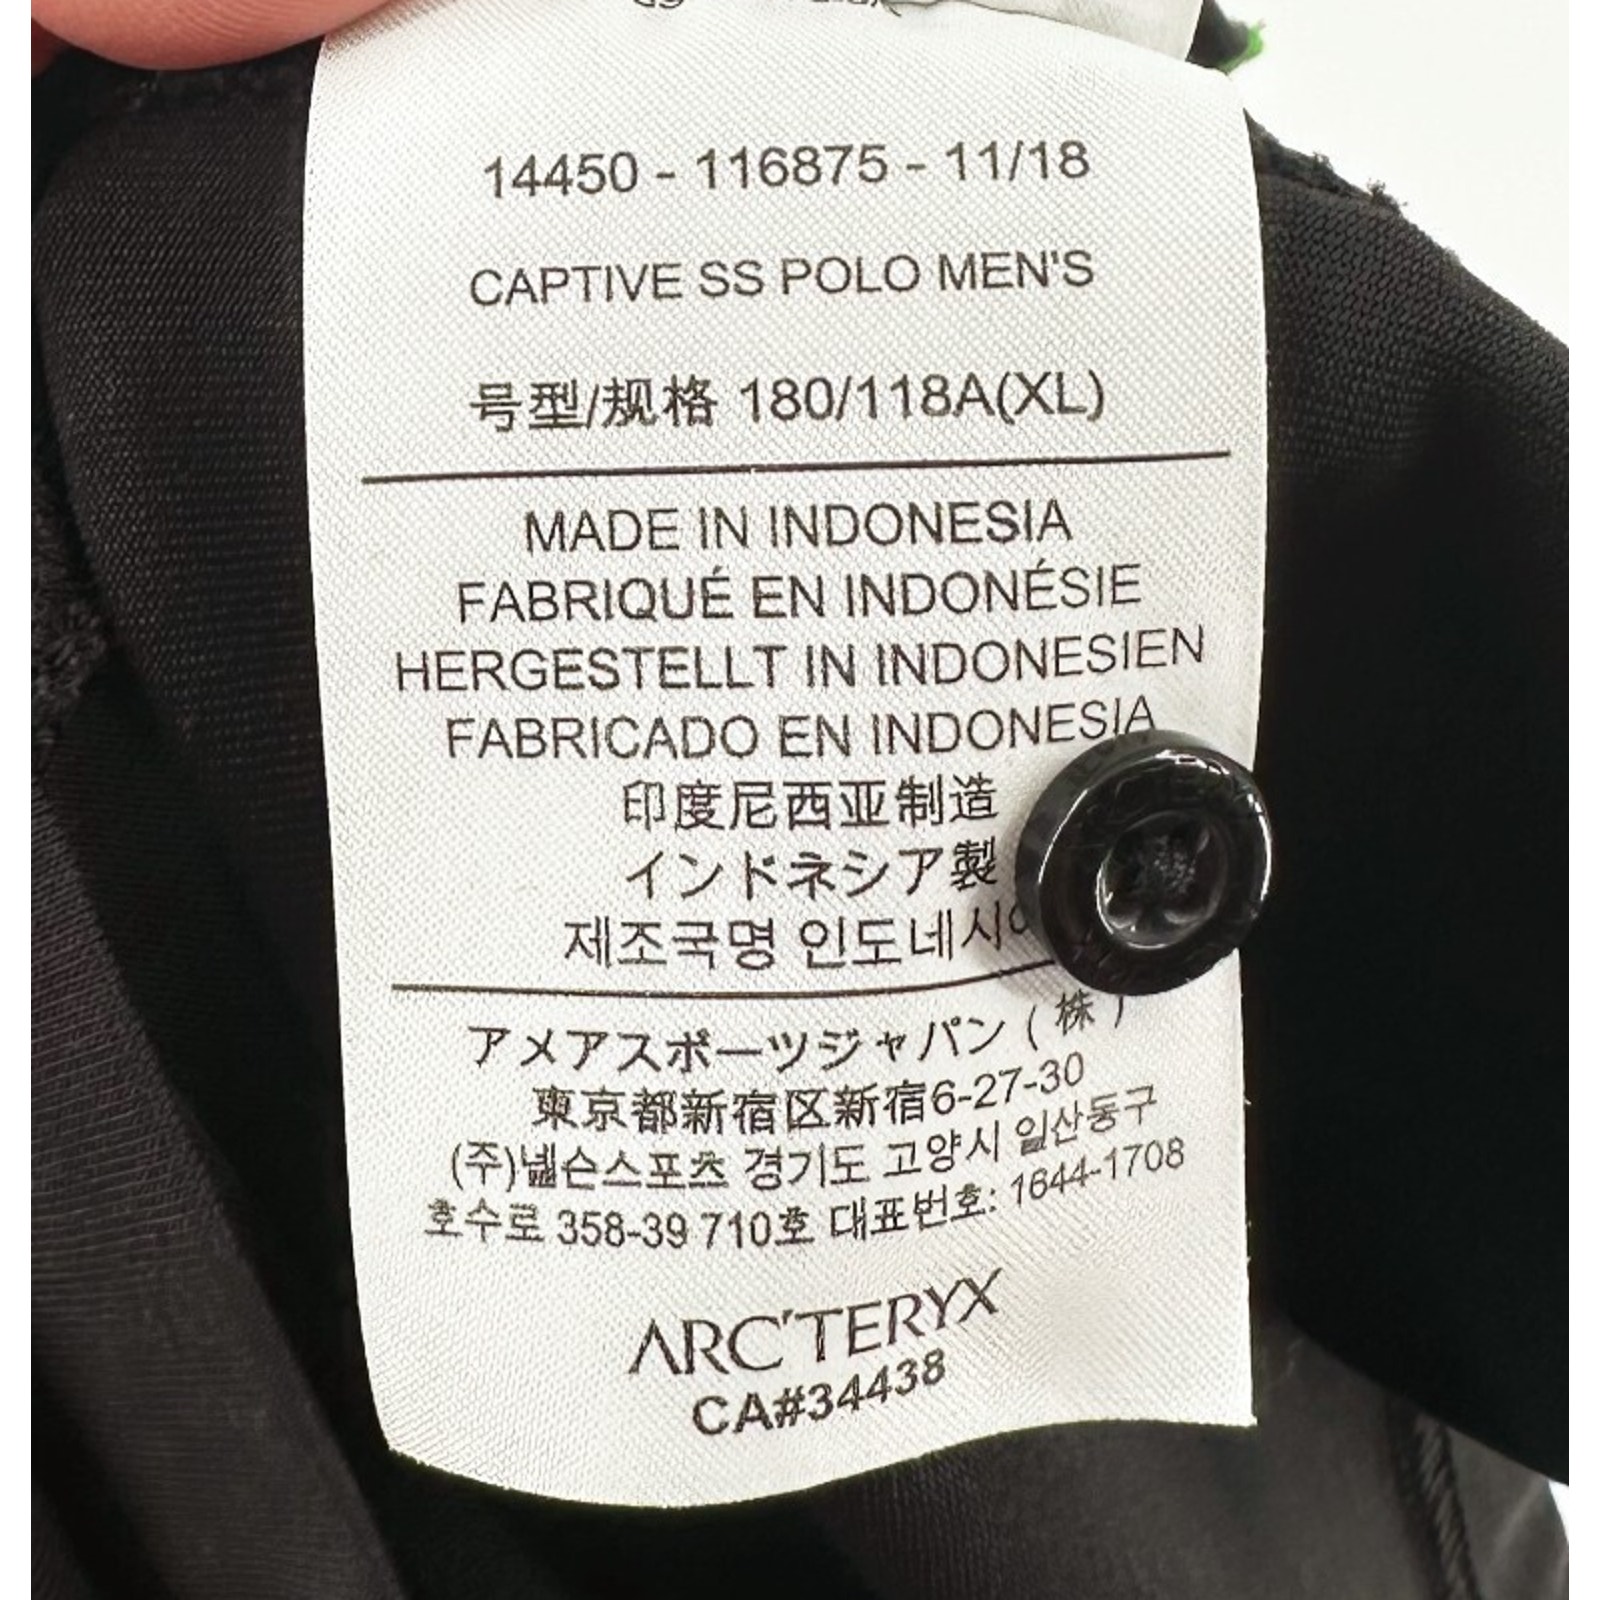 14450 - 116875 - 11/18
CAPTIVE SS POLO MEN'S
号型/规格 180/118A(XL)
MADE IN INDONESIA
FABRIQUÉ EN INDONÉSIE
HERGESTELLT IN INDONESIEN
FABRICADO EN INDONESIA
印度尼西亚制造
インドネシア製
제조국명
アメアスポーツジャパン ( 株 )
東京都新宿区新宿6-27-30
(주)넬슨스포츠 경기도 고양시 일산동구
호수로 358-39 710호 대표번호: 1644-1708
ARC'TERYX
CA#34438